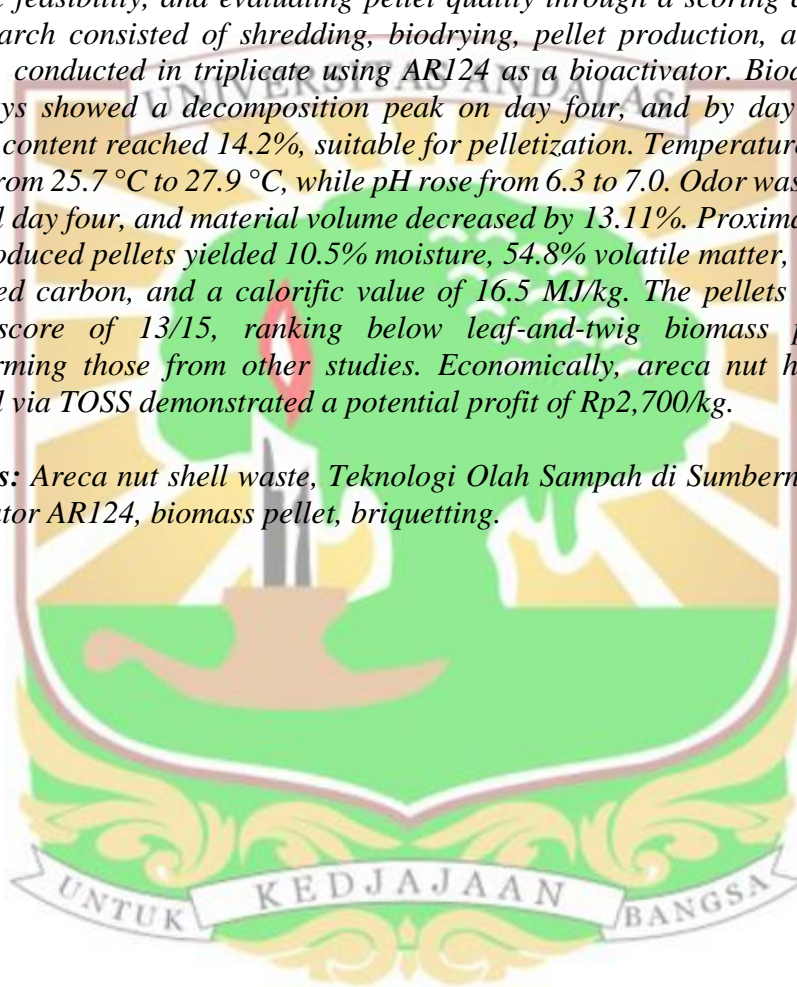 feasibility, and evaluating pellet quality through a scoring
arch consisted of shredding, biodrying, pellet production, a
conducted in triplicate using AR124 as a bioactivator. Biod
UNIVERSITAS ANDALAS
ys showed a decomposition peak on day four, and by day
content reached 14.2%, suitable for pelletization. Temperature
rom 25.7 °C to 27.9 °C, while pH rose from 6.3 to 7.0. Odor was
l day four, and material volume decreased by 13.11%. Proxima
oduced pellets yielded 10.5% moisture, 54.8% volatile matter,
ed carbon, and a calorific value of 16.5 MJ/kg. The pellets
score of 13/15, ranking below leaf-and-twig biomass p
rming those from other studies. Economically, areca nut h
l via TOSS demonstrated a potential profit of Rp2,700/kg.
s: Areca nut shell waste, Teknologi Olah Sampah di Sumbern
tor AR124, biomass pellet, briquetting.
UNTUK KEDJAJAAN BANGSA